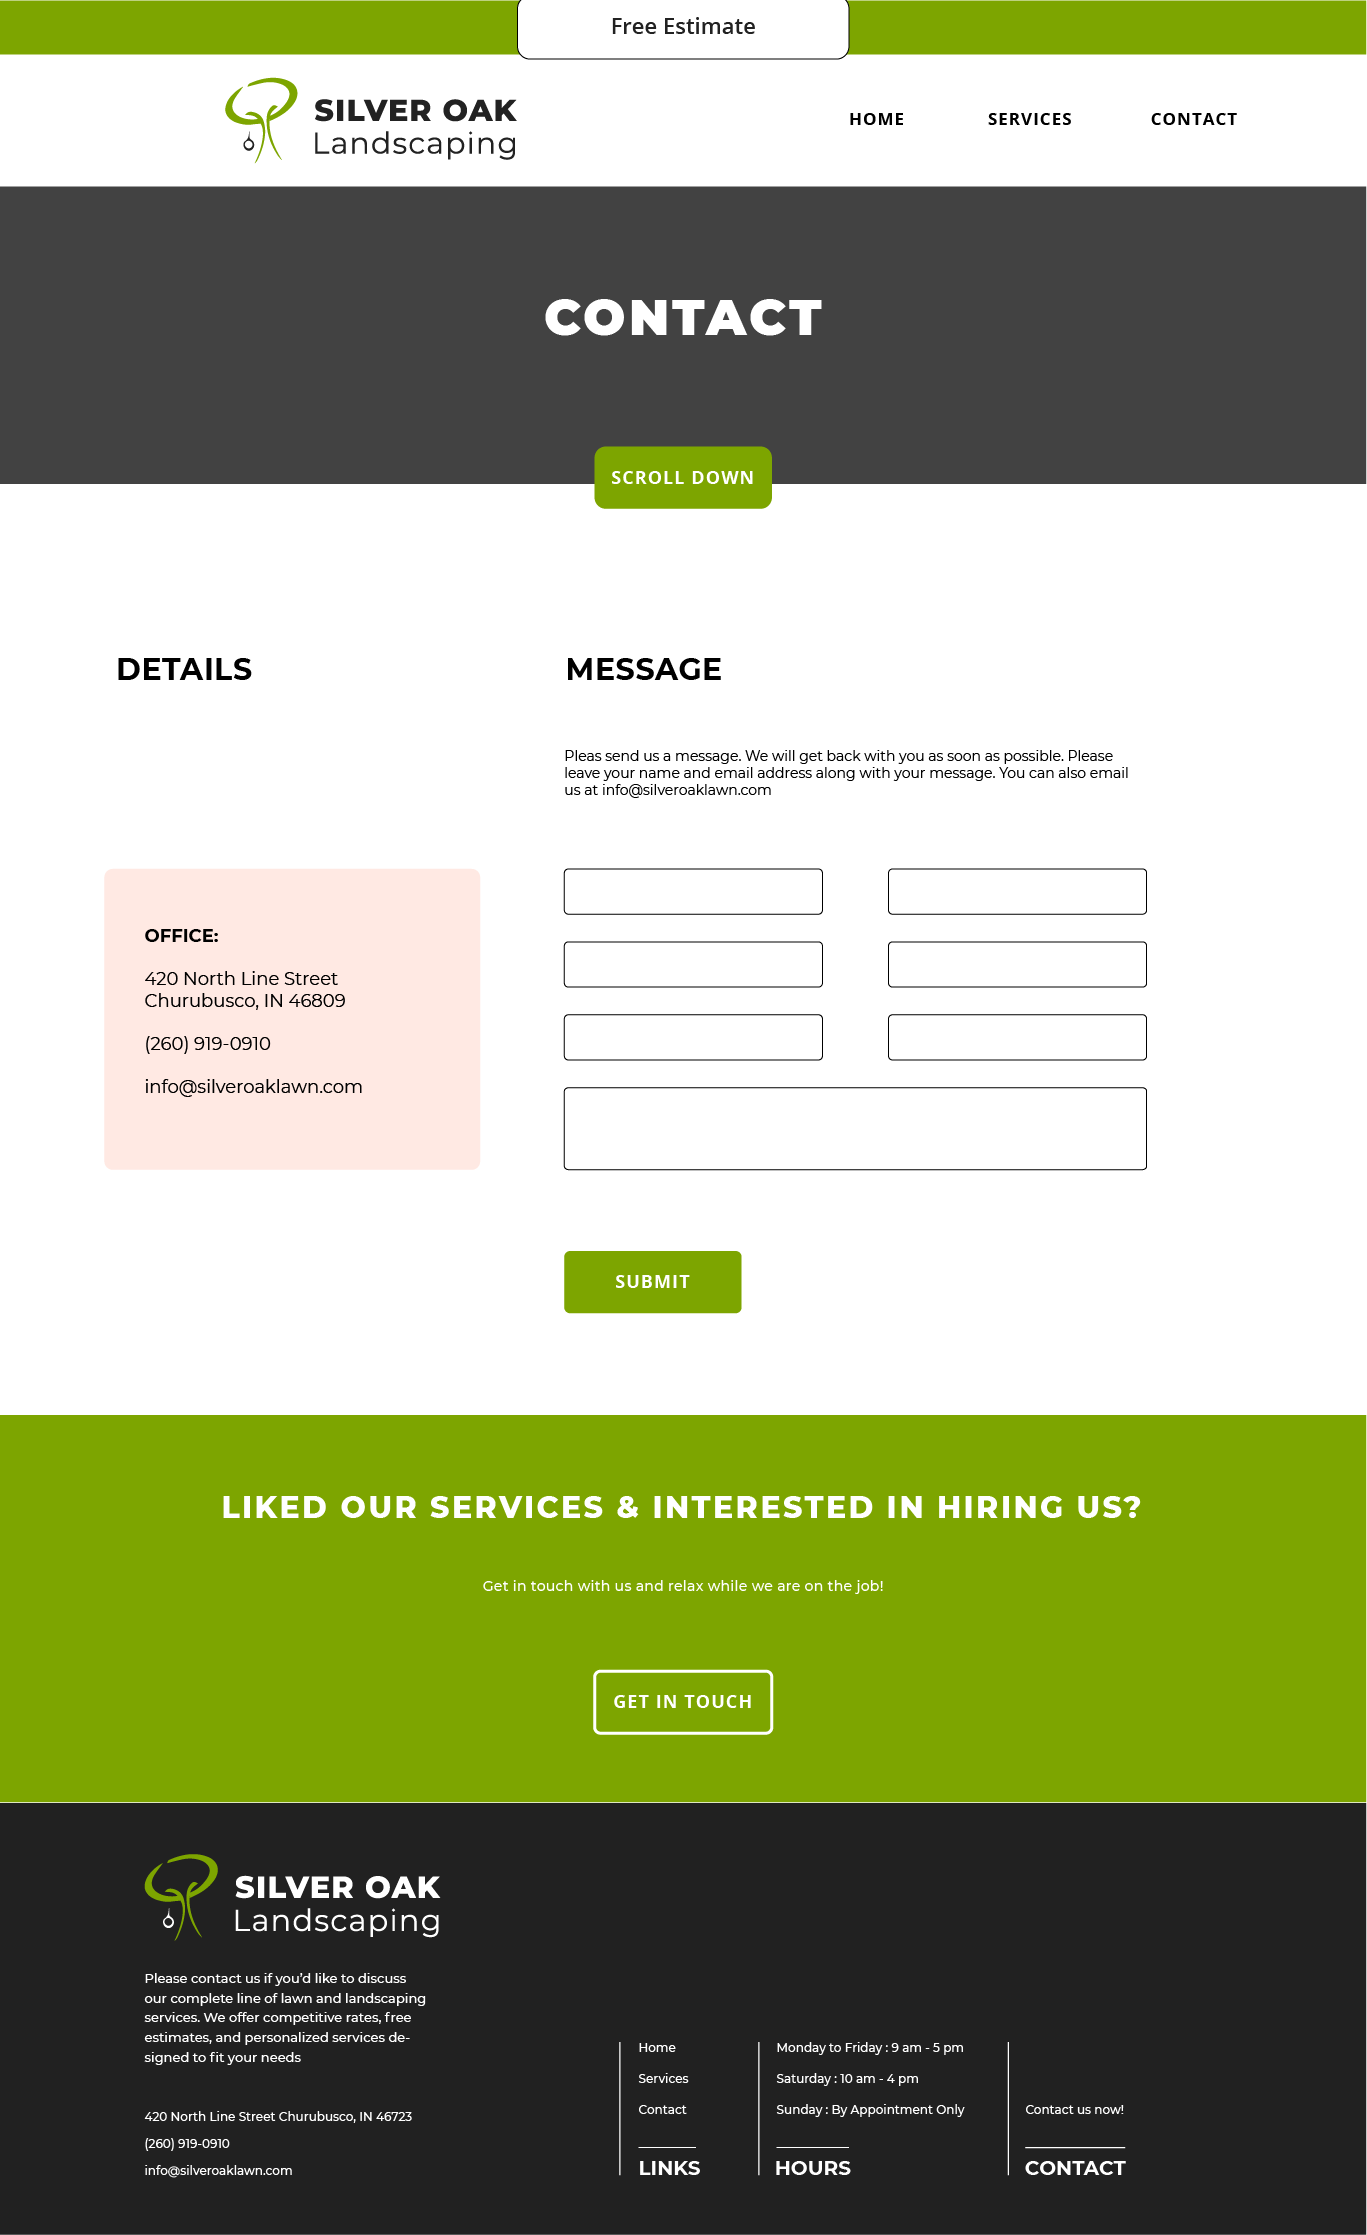 Free Estimate
SILVER OAK
Landscaping
HOME
SERVICES
CONTACT
CONTACT
SCROLL DOWN
DETAILS
MESSAGE
Pleas send us a message. We will get back with you as soon as possible. Please
leave your name and email address along with your message. You can also email
us at info@silveroaklawn.com
OFFICE:
420 North Line Street
Churubusco, IN 46809
(260) 919-0910
info@silveroaklawn.com
SUBMIT
LIKED OUR SERVICES & INTERESTED IN HIRING US?
Get in touch with us and relax while we are on the job!
GET IN TOUCH
SILVER OAK
Landscaping
Please contact us if you’d like to discuss
our complete line of lawn and landscaping
services. We offer competitive rates, free
estimates, and personalized services de-
signed to fit your needs
420 North Line Street Churubusco, IN 46723
(260) 919-0910
info@silveroaklawn.com
Home
Services
Contact
LINKS
Monday to Friday : 9 am - 5 pm
Saturday : 10 am - 4 pm
Sunday : By Appointment Only
HOURS
Contact us now!
CONTACT